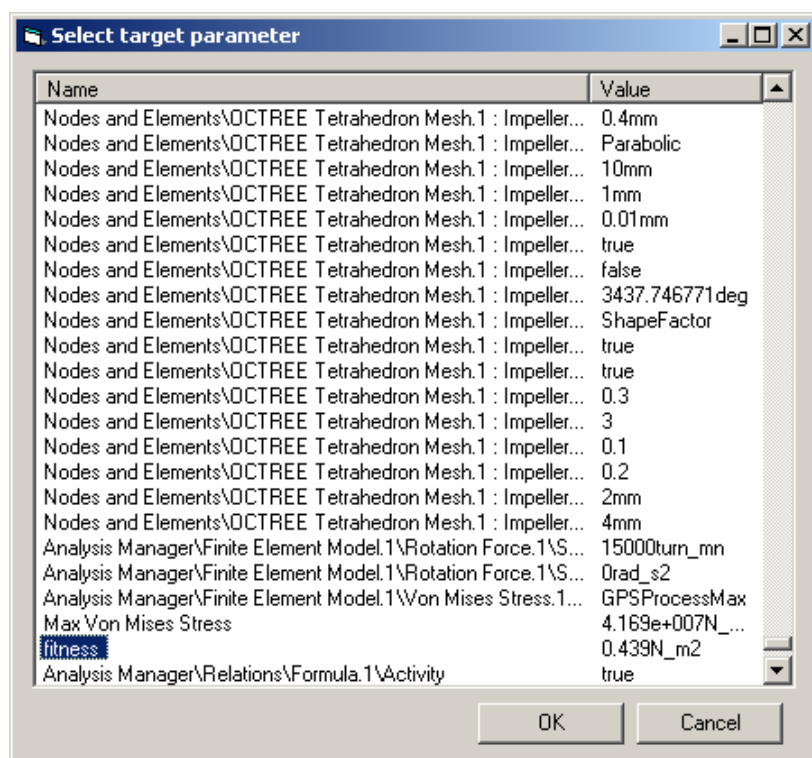 Select target parameter
Name Value
Nodes and Elements\OCTREE Tetrahedron Mesh.1 : Impeller... 0.4mm
Nodes and Elements\OCTREE Tetrahedron Mesh.1 : Impeller... Parabolic
Nodes and Elements\OCTREE Tetrahedron Mesh.1 : Impeller... 10mm
Nodes and Elements\OCTREE Tetrahedron Mesh.1 : Impeller... 1mm
Nodes and Elements\OCTREE Tetrahedron Mesh.1 : Impeller... 0.01mm
Nodes and Elements\OCTREE Tetrahedron Mesh.1 : Impeller... true
Nodes and Elements\OCTREE Tetrahedron Mesh.1 : Impeller... false
Nodes and Elements\OCTREE Tetrahedron Mesh.1 : Impeller... 3437.746771deg
Nodes and Elements\OCTREE Tetrahedron Mesh.1 : Impeller... ShapeFactor
Nodes and Elements\OCTREE Tetrahedron Mesh.1 : Impeller... true
Nodes and Elements\OCTREE Tetrahedron Mesh.1 : Impeller... true
Nodes and Elements\OCTREE Tetrahedron Mesh.1 : Impeller... 0.3
Nodes and Elements\OCTREE Tetrahedron Mesh.1 : Impeller... 3
Nodes and Elements\OCTREE Tetrahedron Mesh.1 : Impeller... 0.1
Nodes and Elements\OCTREE Tetrahedron Mesh.1 : Impeller... 0.2
Nodes and Elements\OCTREE Tetrahedron Mesh.1 : Impeller... 2mm
Nodes and Elements\OCTREE Tetrahedron Mesh.1 : Impeller... 4mm
Analysis Manager\Finite Element Model.1\Rotation Force.1\S... 15000turn_mn
Analysis Manager\Finite Element Model.1\Rotation Force.1\S... 0rad_s2
Analysis Manager\Finite Element Model.1\Von Mises Stress.1... GPSProcessMax
Max Von Mises Stress 4.169e+007N_...
fitness 0.439N_m2
Analysis Manager\Relations\Formula.1\Activity true
OK Cancel